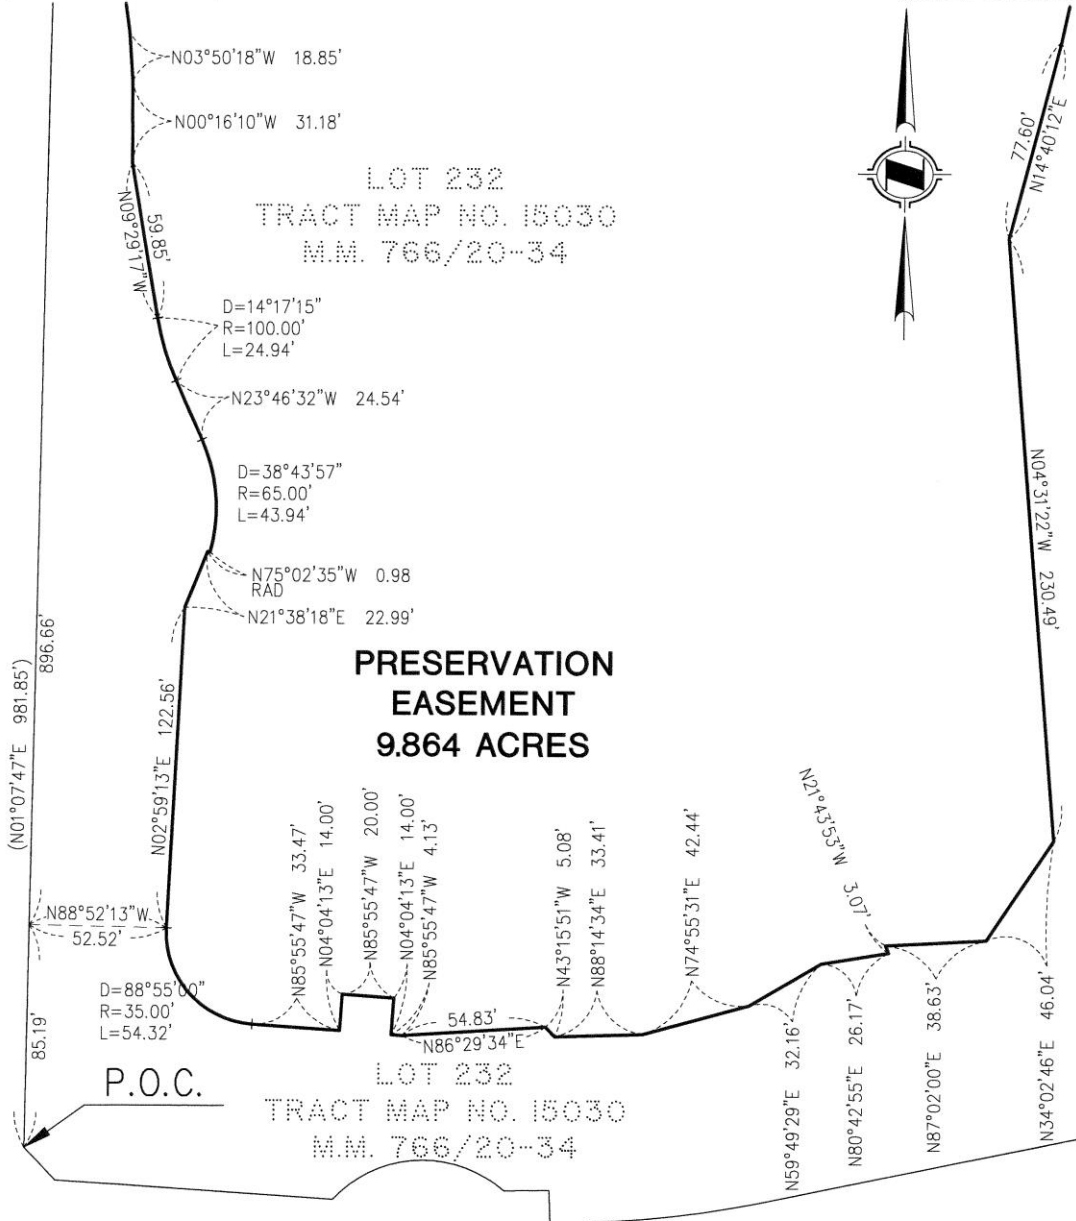 N03°50'18"W 18.85'
N00°16'10"W 31.18'
LOT 232
TRACT MAP NO. 15030
M.M. 766/20-34
77.60'
N14°40'12"E
N09°29'17"W
59.85'
D=14°17'15"
R=100.00'
L=24.94'
N23°46'32"W 24.54'
D=38°43'57"
R=65.00'
L=43.94'
N75°02'35"W 0.98
RAD
N21°38'18"E 22.99'
N04°31'22"W 230.49'
(N01°07'47"E 981.85')
896.66'
PRESERVATION
EASEMENT
9.864 ACRES
N02°59'13"E 122.56'
N88°52'13"W
52.52'
D=88°55'00"
R=35.00'
L=54.32'
85.19'
N85°55'47"W 33.47'
N04°04'13"E 14.00'
N85°55'47"W 20.00'
N04°04'13"E 14.00'
N85°55'47"W 4.13'
54.83'
N86°29'34"E
N43°15'51"W 5.08'
N88°14'34"E 33.41'
N74°55'31"E 42.44'
N21°43'53"W 3.07'
N59°49'29"E 32.16'
N80°42'55"E 26.17'
N87°02'00"E 38.63'
N34°02'46"E 46.04'
P.O.C.
LOT 232
TRACT MAP NO. 15030
M.M. 766/20-34